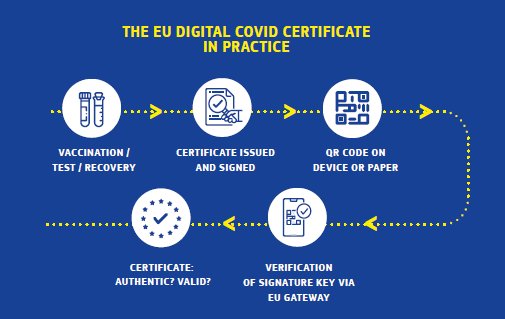 THE EU DIGITAL COVID CERTIFICATE
IN PRACTICE
VACCINATION /
TEST / RECOVERY
CERTIFICATE ISSUED
AND SIGNED
QR CODE ON
DEVICE OR PAPER
VERIFICATION
OF SIGNATURE KEY VIA
EU GATEWAY
CERTIFICATE:
AUTHENTIC? VALID?